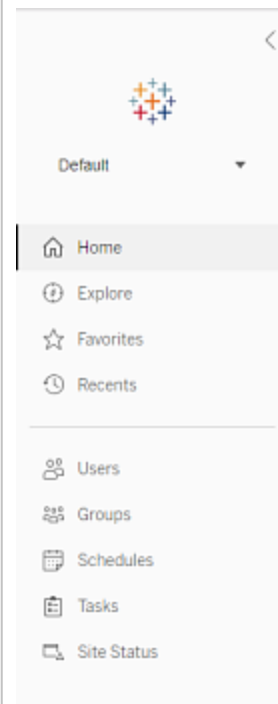 Default
Home
Explore
Favorites
Recents
Users
Groups
Schedules
Tasks
Site Status